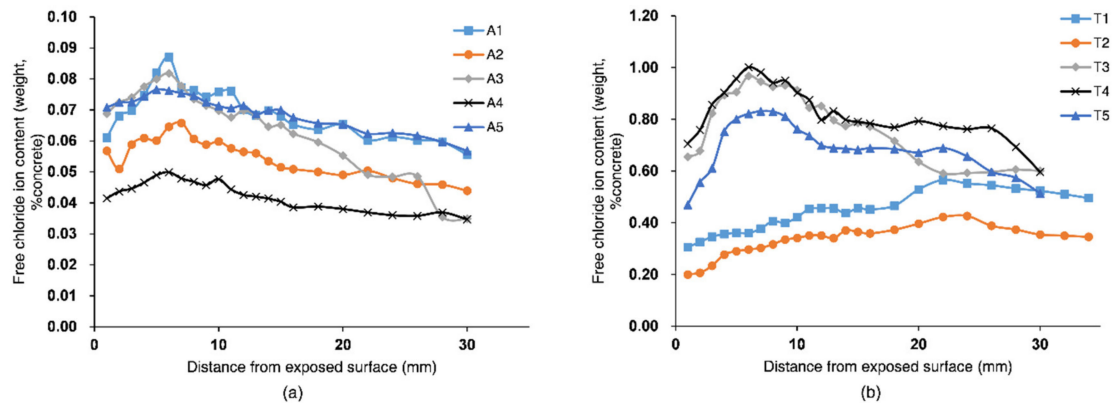 0.10
0.09
0.08
0.07
0.06
0.05
0.04
0.03
0.02
0.01
0.00
0
10
20
30
Free chloride ion content (weight,
%concrete)
Distance from exposed surface (mm)
A1
A2
A3
A4
A5
(a)
1.20
1.00
0.80
0.60
0.40
0.20
0
10
20
30
Free chloride ion content (weight,
%concrete)
Distance from exposed surface (mm)
T1
T2
T3
T4
T5
(b)